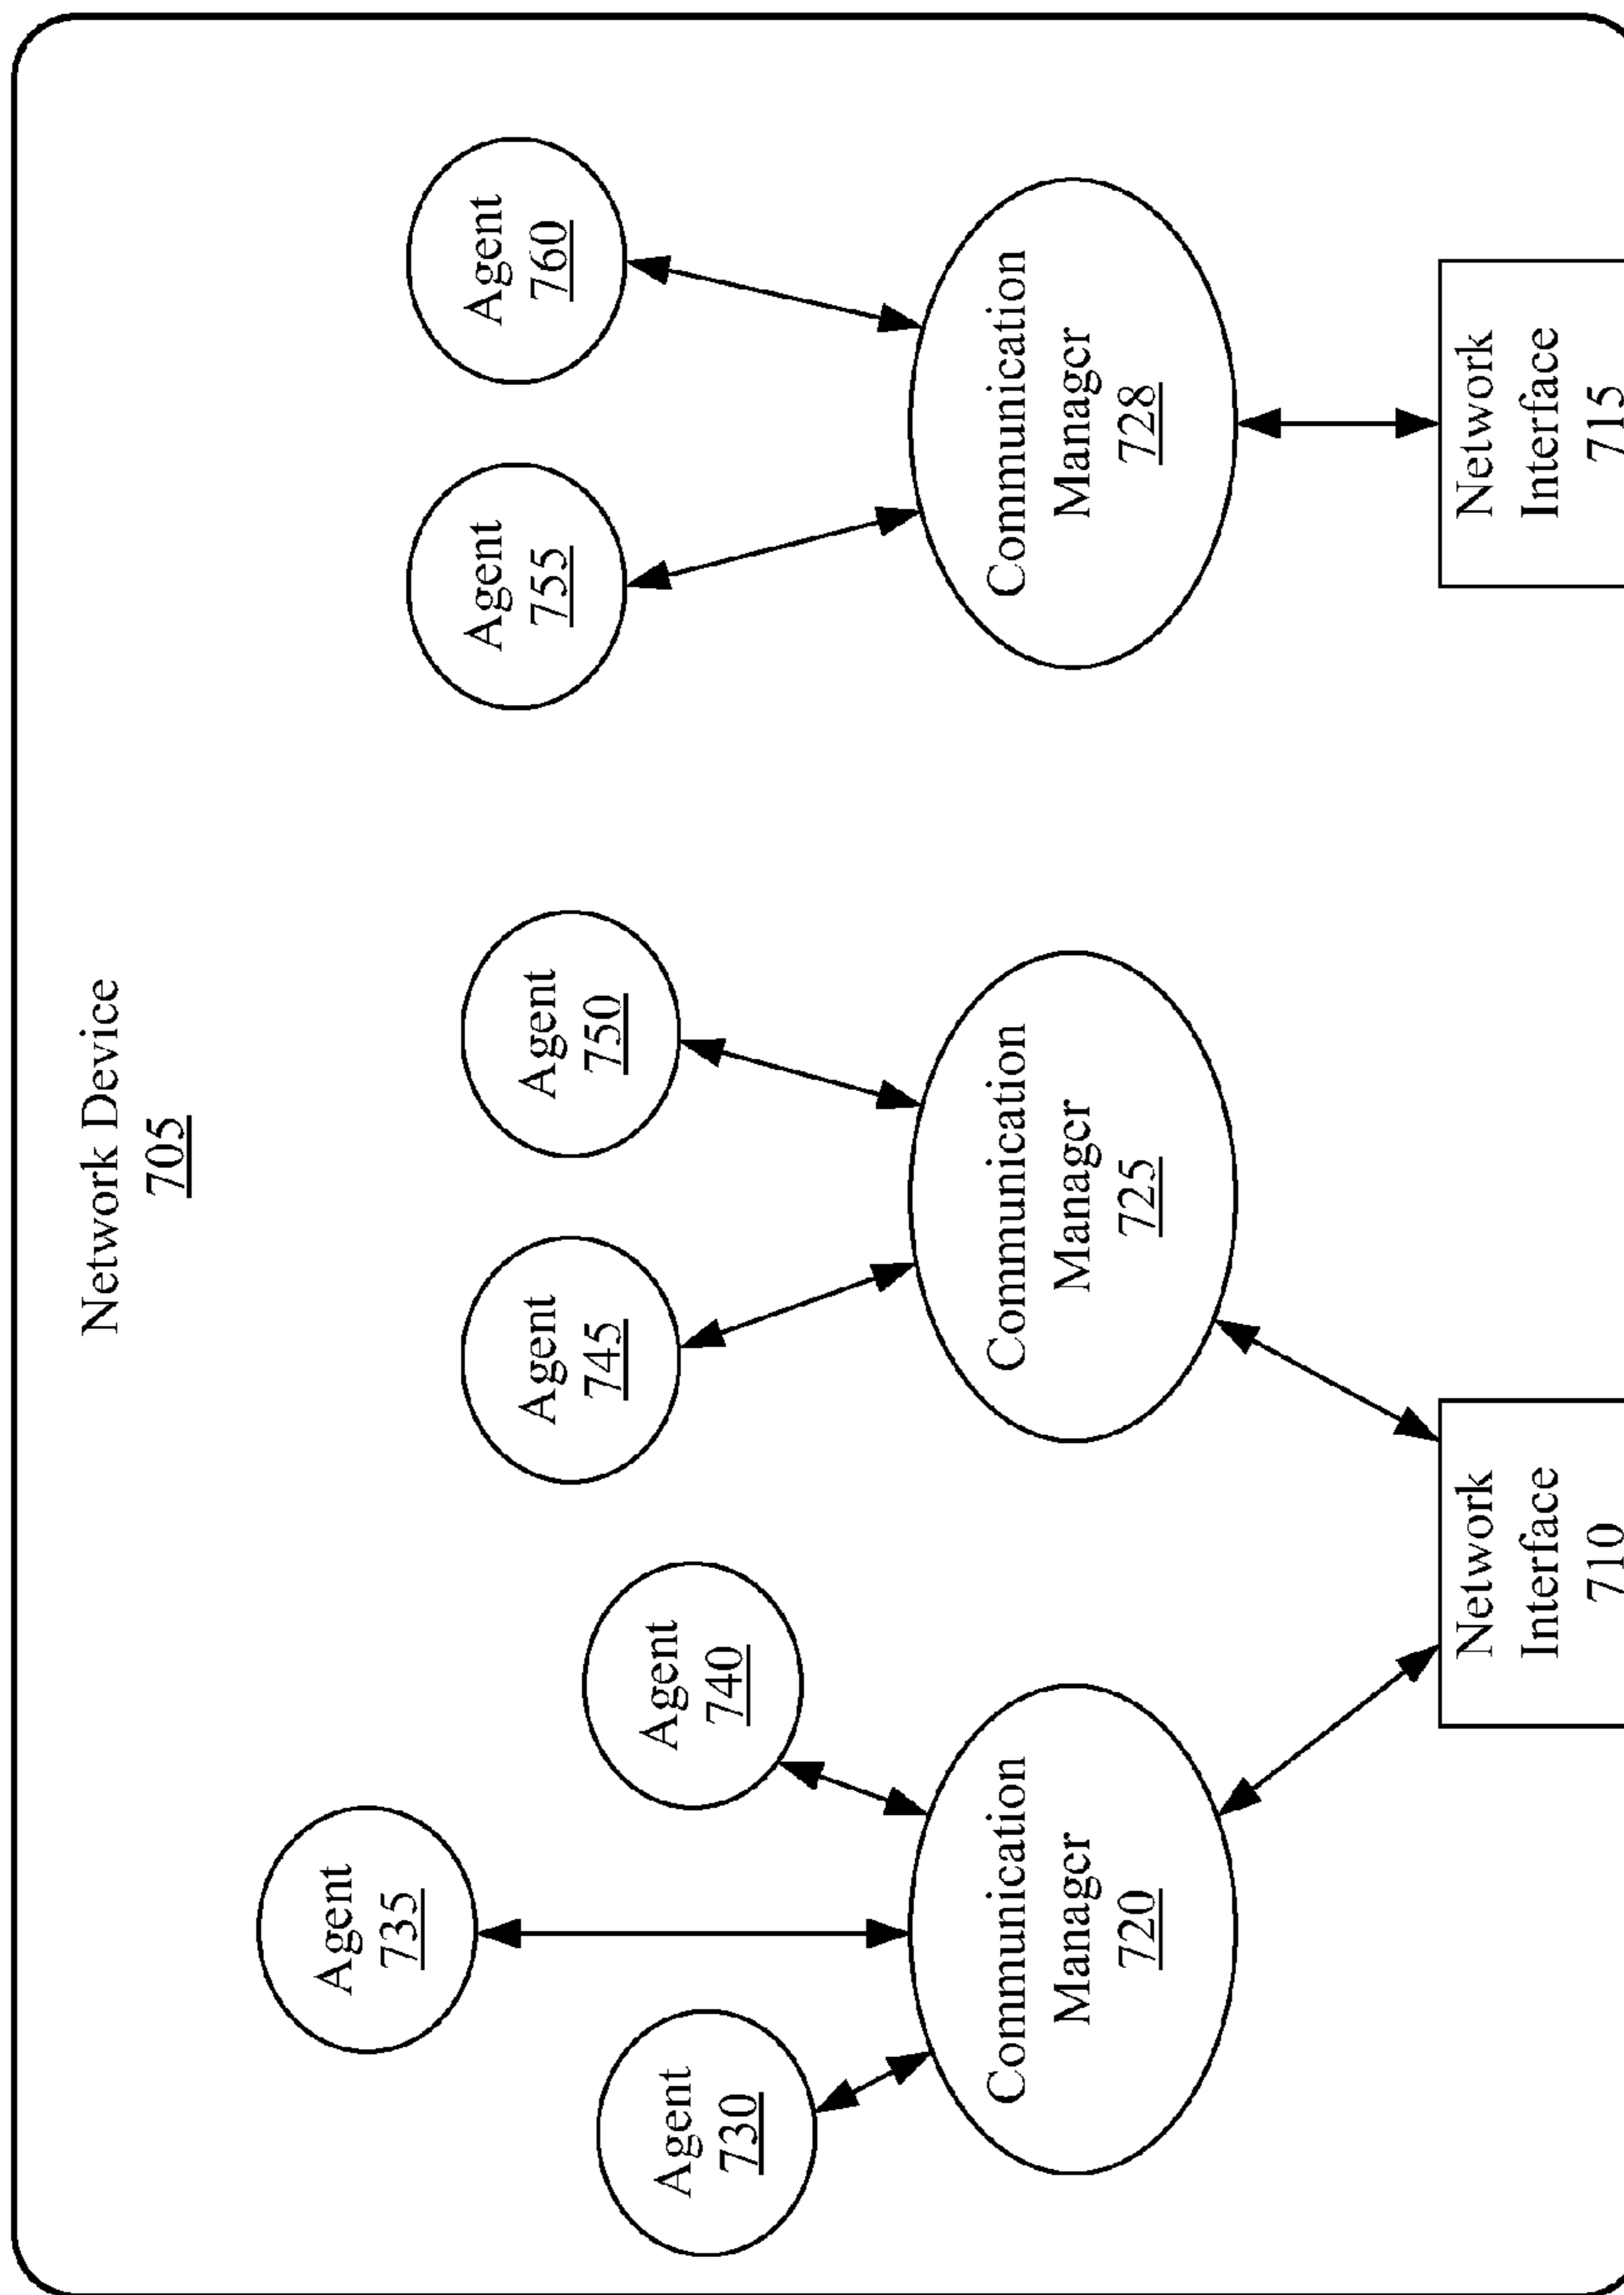 Network Device
705
Agent
735
Agent
730
Agent
740
Agent
745
Agent
750
Agent
755
Agent
760
Communication
Manager
720
Communication
Manager
725
Communication
Manager
728
Network
Interface
710
Network
Interface
715